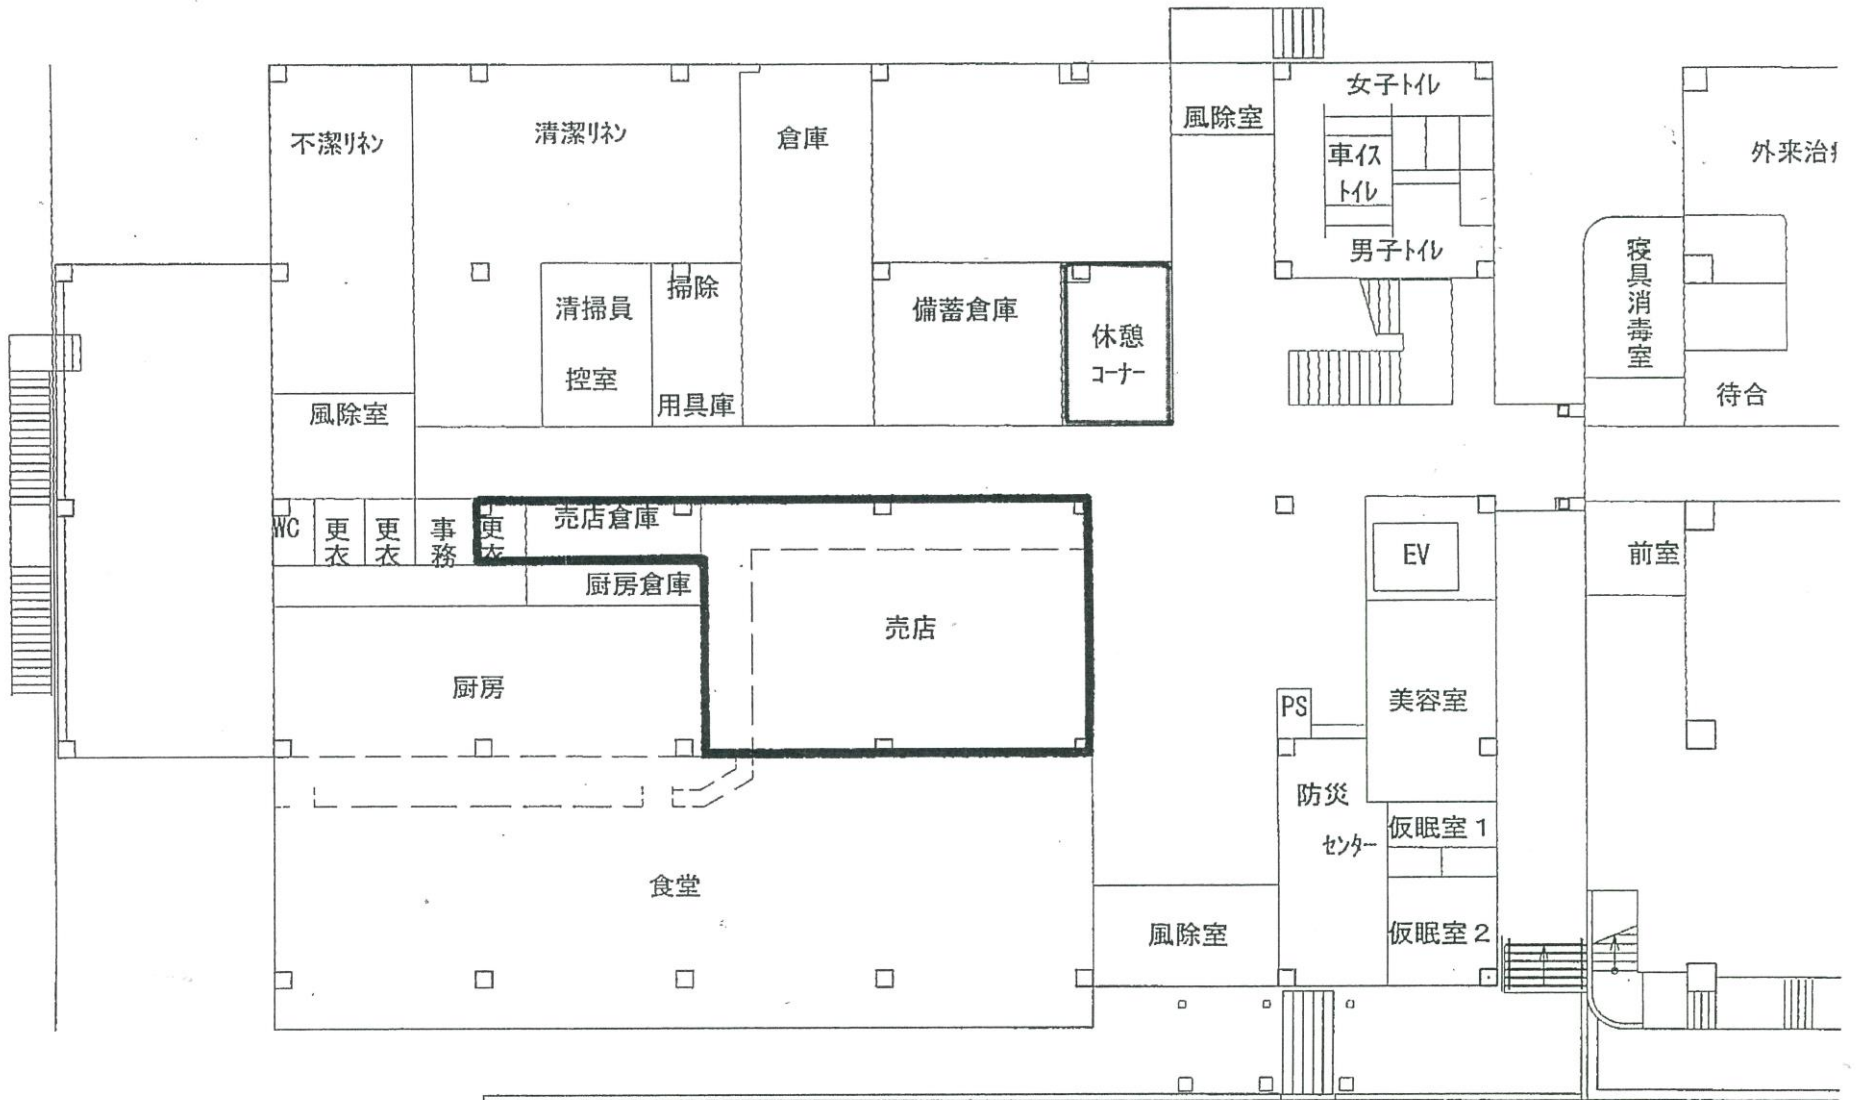 女子トイレ
風除室
不潔リネン
清潔リネン
倉庫
車イス
トイレ
外来治
男子トイレ
寝具消毒室
清掃員
控室
掃除
用具庫
備蓄倉庫
休憩
コーナー
風除室
待合
WC
更衣
更衣
事務
更衣
売店倉庫
厨房倉庫
EV
前室
売店
厨房
美容室
PS
防災
センター
仮眠室1
食堂
風除室
仮眠室2